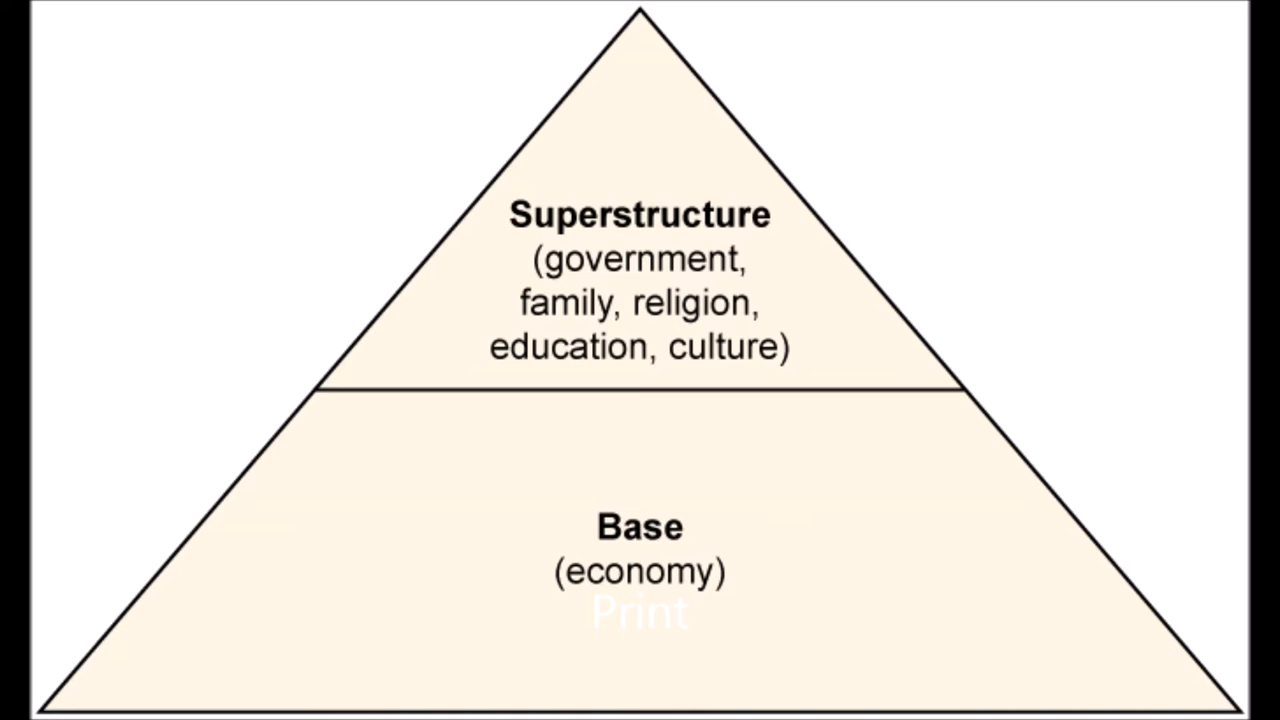 Superstructure
(government,
family, religion,
education, culture)
Base
(economy)
Print